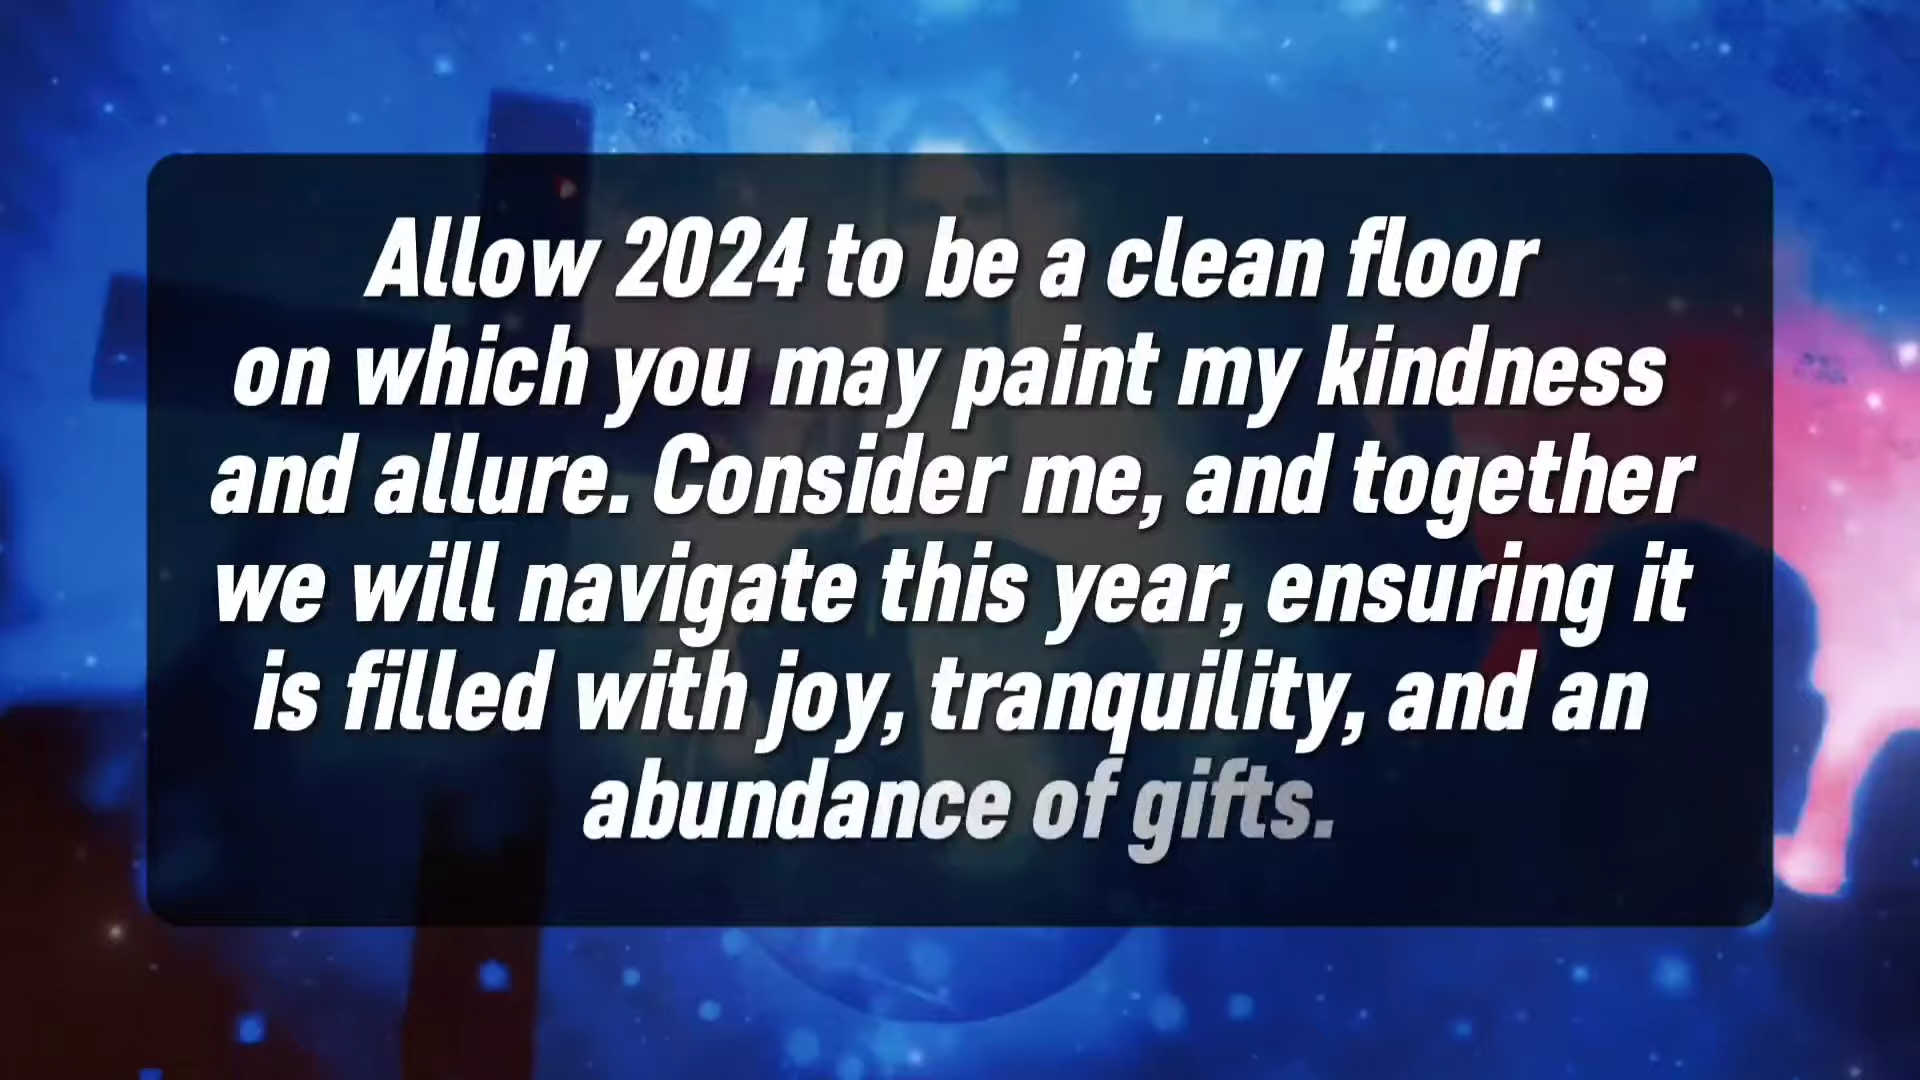 Allow 2024 to be a clean floor
on which you may paint my kindness
and allure. Consider me, and together
we will navigate this year, ensuring it
is filled with joy, tranquility, and an
abundance of gifts.